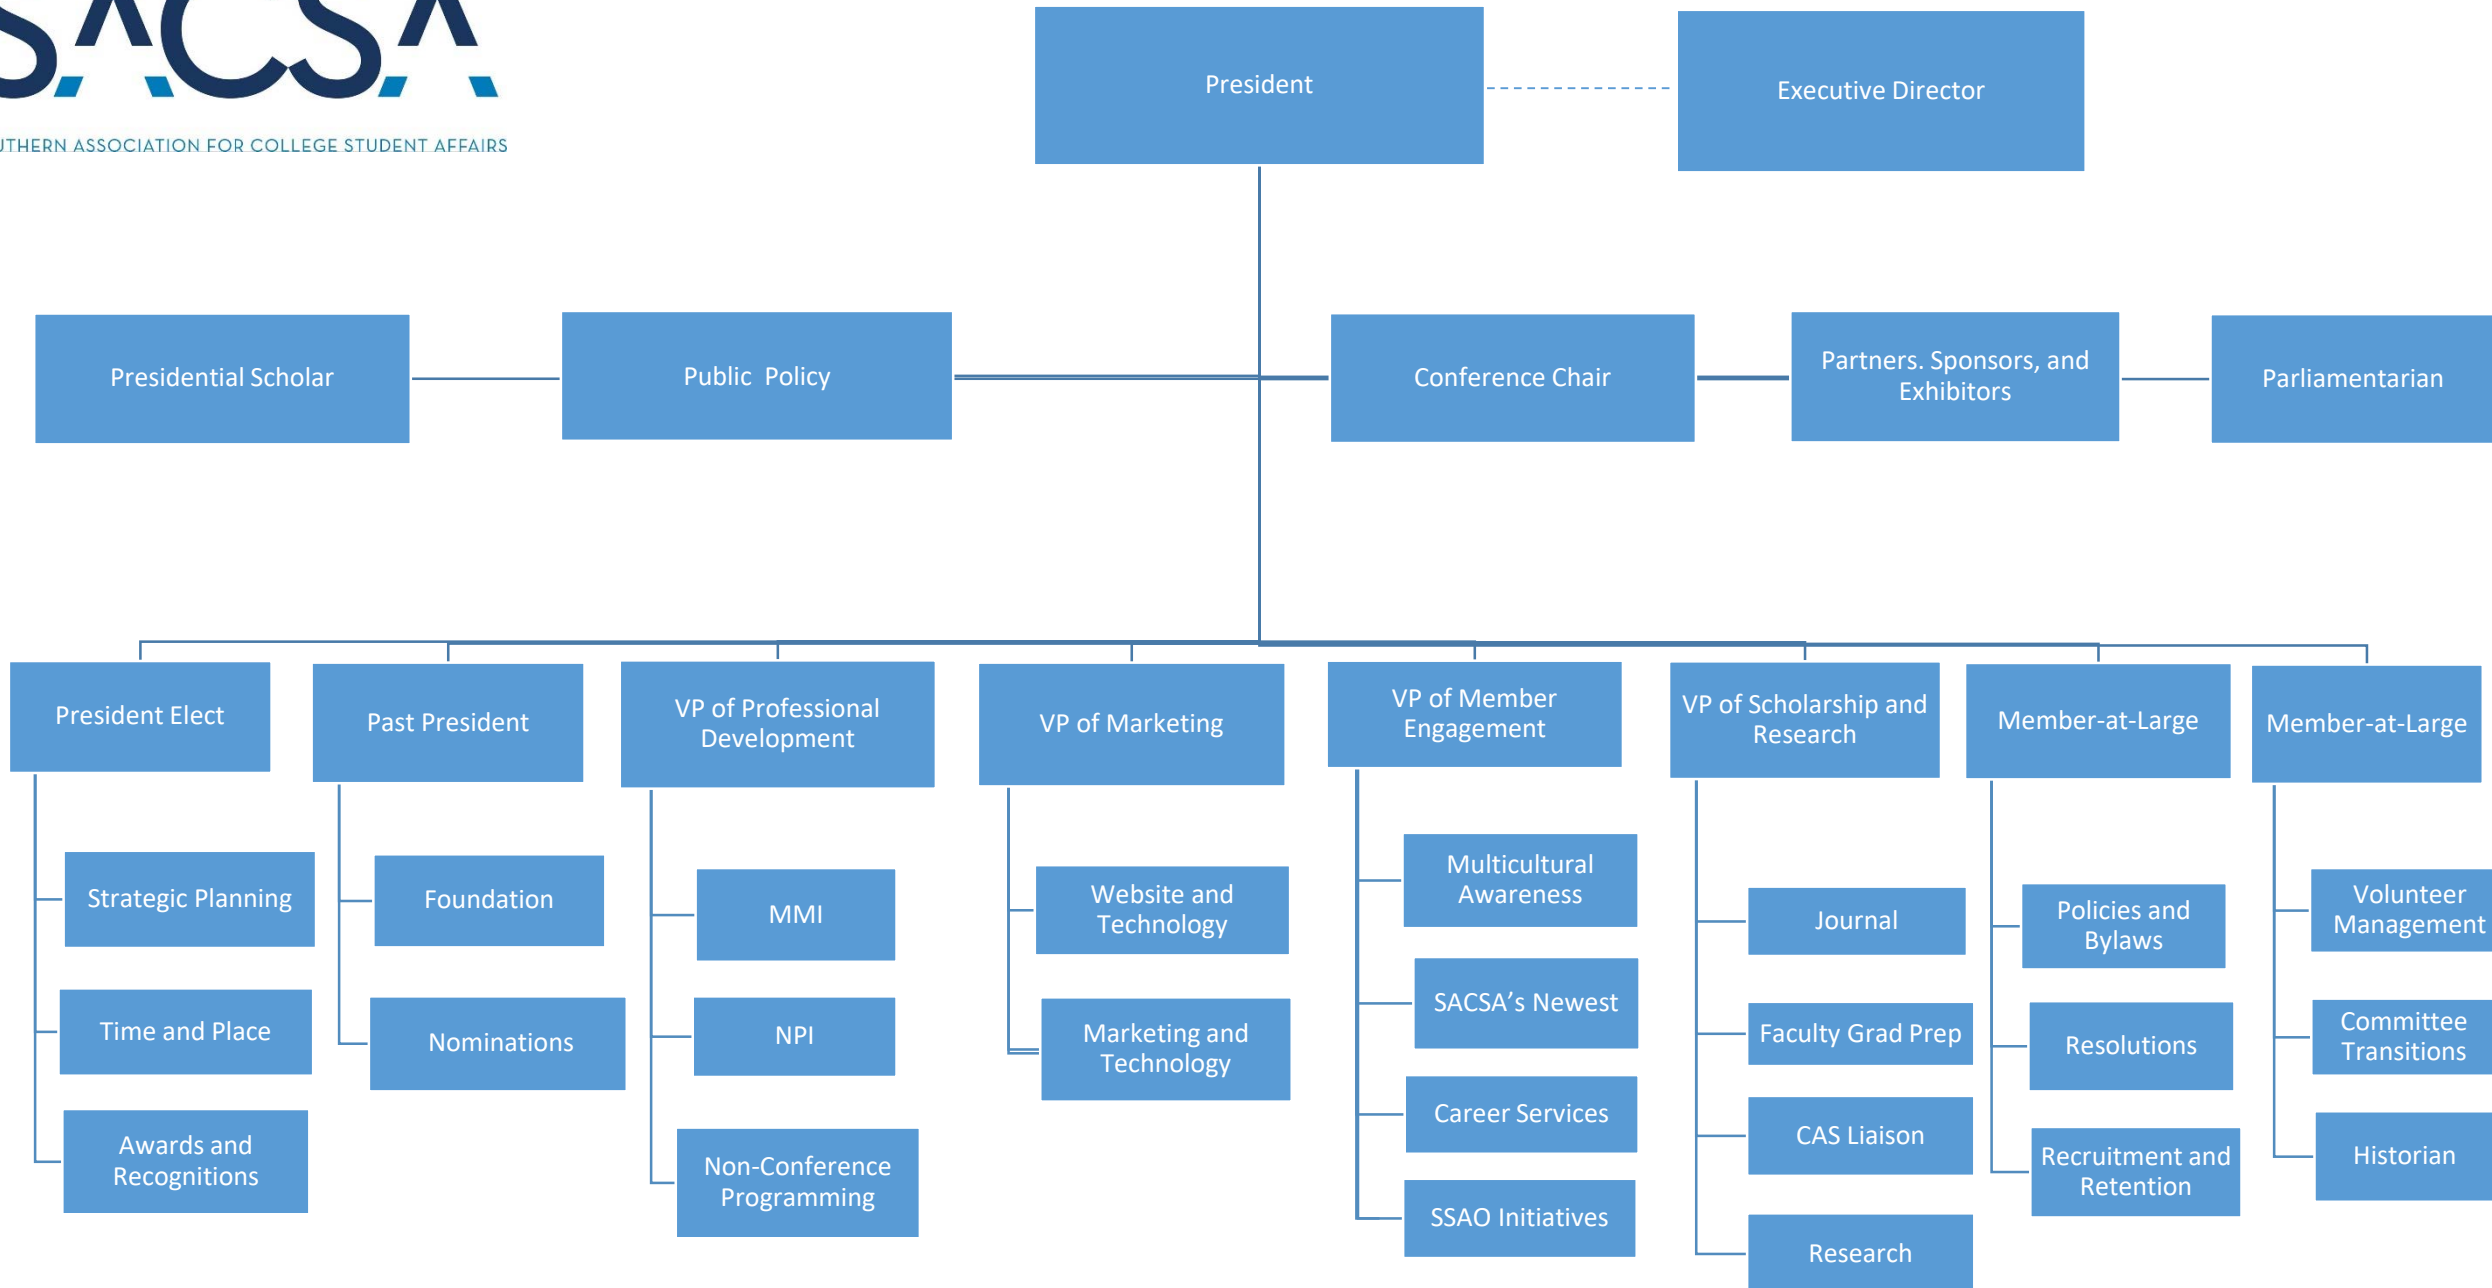 SACSA
UTHERN ASSOCIATION FOR COLLEGE STUDENT AFFAIRS
President
Executive Director
Presidential Scholar
Public Policy
Conference Chair
Partners. Sponsors, and
Exhibitors
Parliamentarian
President Elect
Past President
VP of Professional
Development
VP of Marketing
VP of Member
Engagement
VP of Scholarship and
Research
Member-at-Large
Member-at-Large
Strategic Planning
Time and Place
Awards and
Recognitions
Foundation
Nominations
MMI
NPI
Non-Conference
Programming
Website and
Technology
Marketing and
Technology
Multicultural
Awareness
SACSA’s Newest
Career Services
SSAO Initiatives
Journal
Faculty Grad Prep
CAS Liaison
Research
Policies and
Bylaws
Resolutions
Recruitment and
Retention
Volunteer
Management
Committee
Transitions
Historian